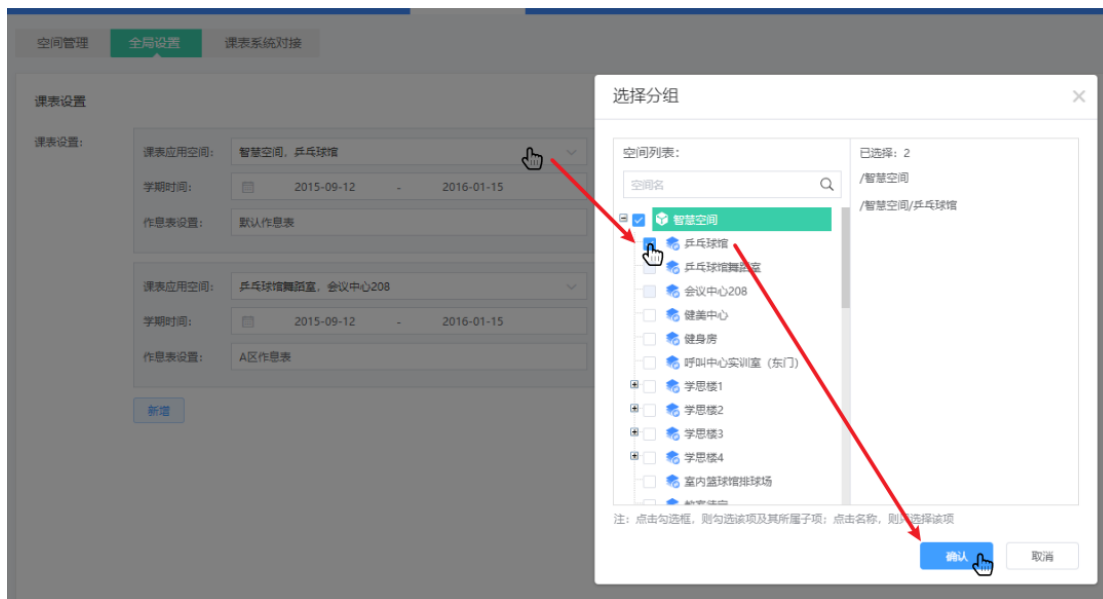 空间管理 全局设置 课表系统对接
课表设置
课表设置:
课表应用空间: 智慧空间, 乒乓球馆
学期时间: 2015-09-12 - 2016-01-15
作息表设置: 默认作息表
课表应用空间: 乒乓球馆舞蹈室, 会议中心208
学期时间: 2015-09-12 - 2016-01-15
作息表设置: A区作息表
新增
选择分组
空间列表:
空间名
智慧空间
乒乓球馆
乒乓球馆舞蹈室
会议中心208
健美中心
健身房
呼叫中心实训室 (东门)
学思楼1
学思楼2
学思楼3
学思楼4
室内篮球馆排球场
已选择: 2
/智慧空间
/智慧空间/乒乓球馆
注: 点击勾选框, 则勾选该项及其所属子项; 点击名称, 则只选择该项
确认 取消